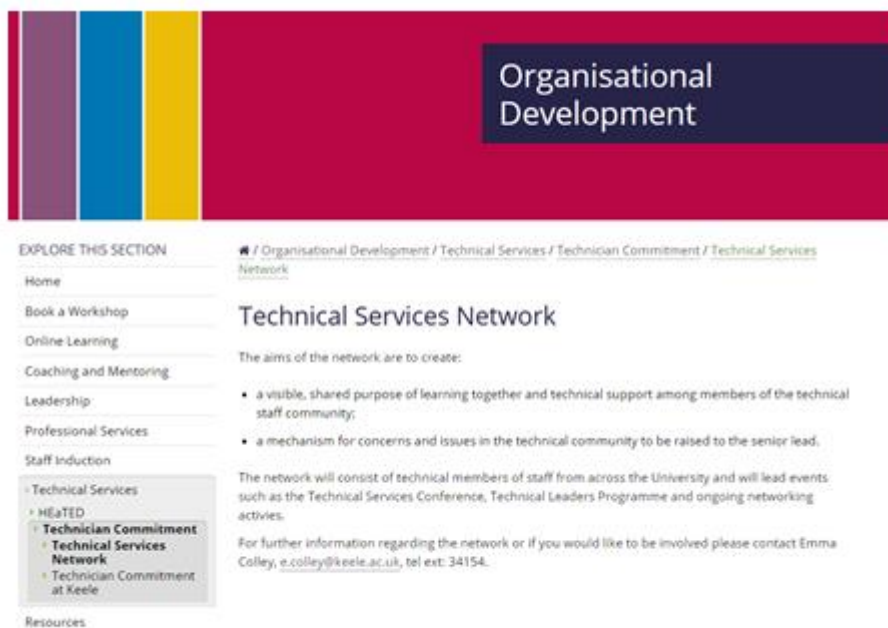 Organisational
Development
EXPLORE THIS SECTION
Home
Book a Workshop
Online Learning
Coaching and Mentoring
Leadership
Professional Services
Staff Induction
Technical Services
HEaTED
Technician Commitment
Technical Services
Network
Technician Commitment
at Keele
Resources
/ Organisational Development / Technical Services / Technician Commitment / Technical Services
Network
Technical Services Network
The aims of the network are to create:
• a visible, shared purpose of learning together and technical support among members of the technical
staff community;
• a mechanism for concerns and issues in the technical community to be raised to the senior lead.
The network will consist of technical members of staff from across the University and will lead events
such as the Technical Services Conference, Technical Leaders Programme and ongoing networking
activies.
For further information regarding the network or if you would like to be involved please contact Emma
Colley, e.colley@keele.ac.uk, tel ext: 34154.